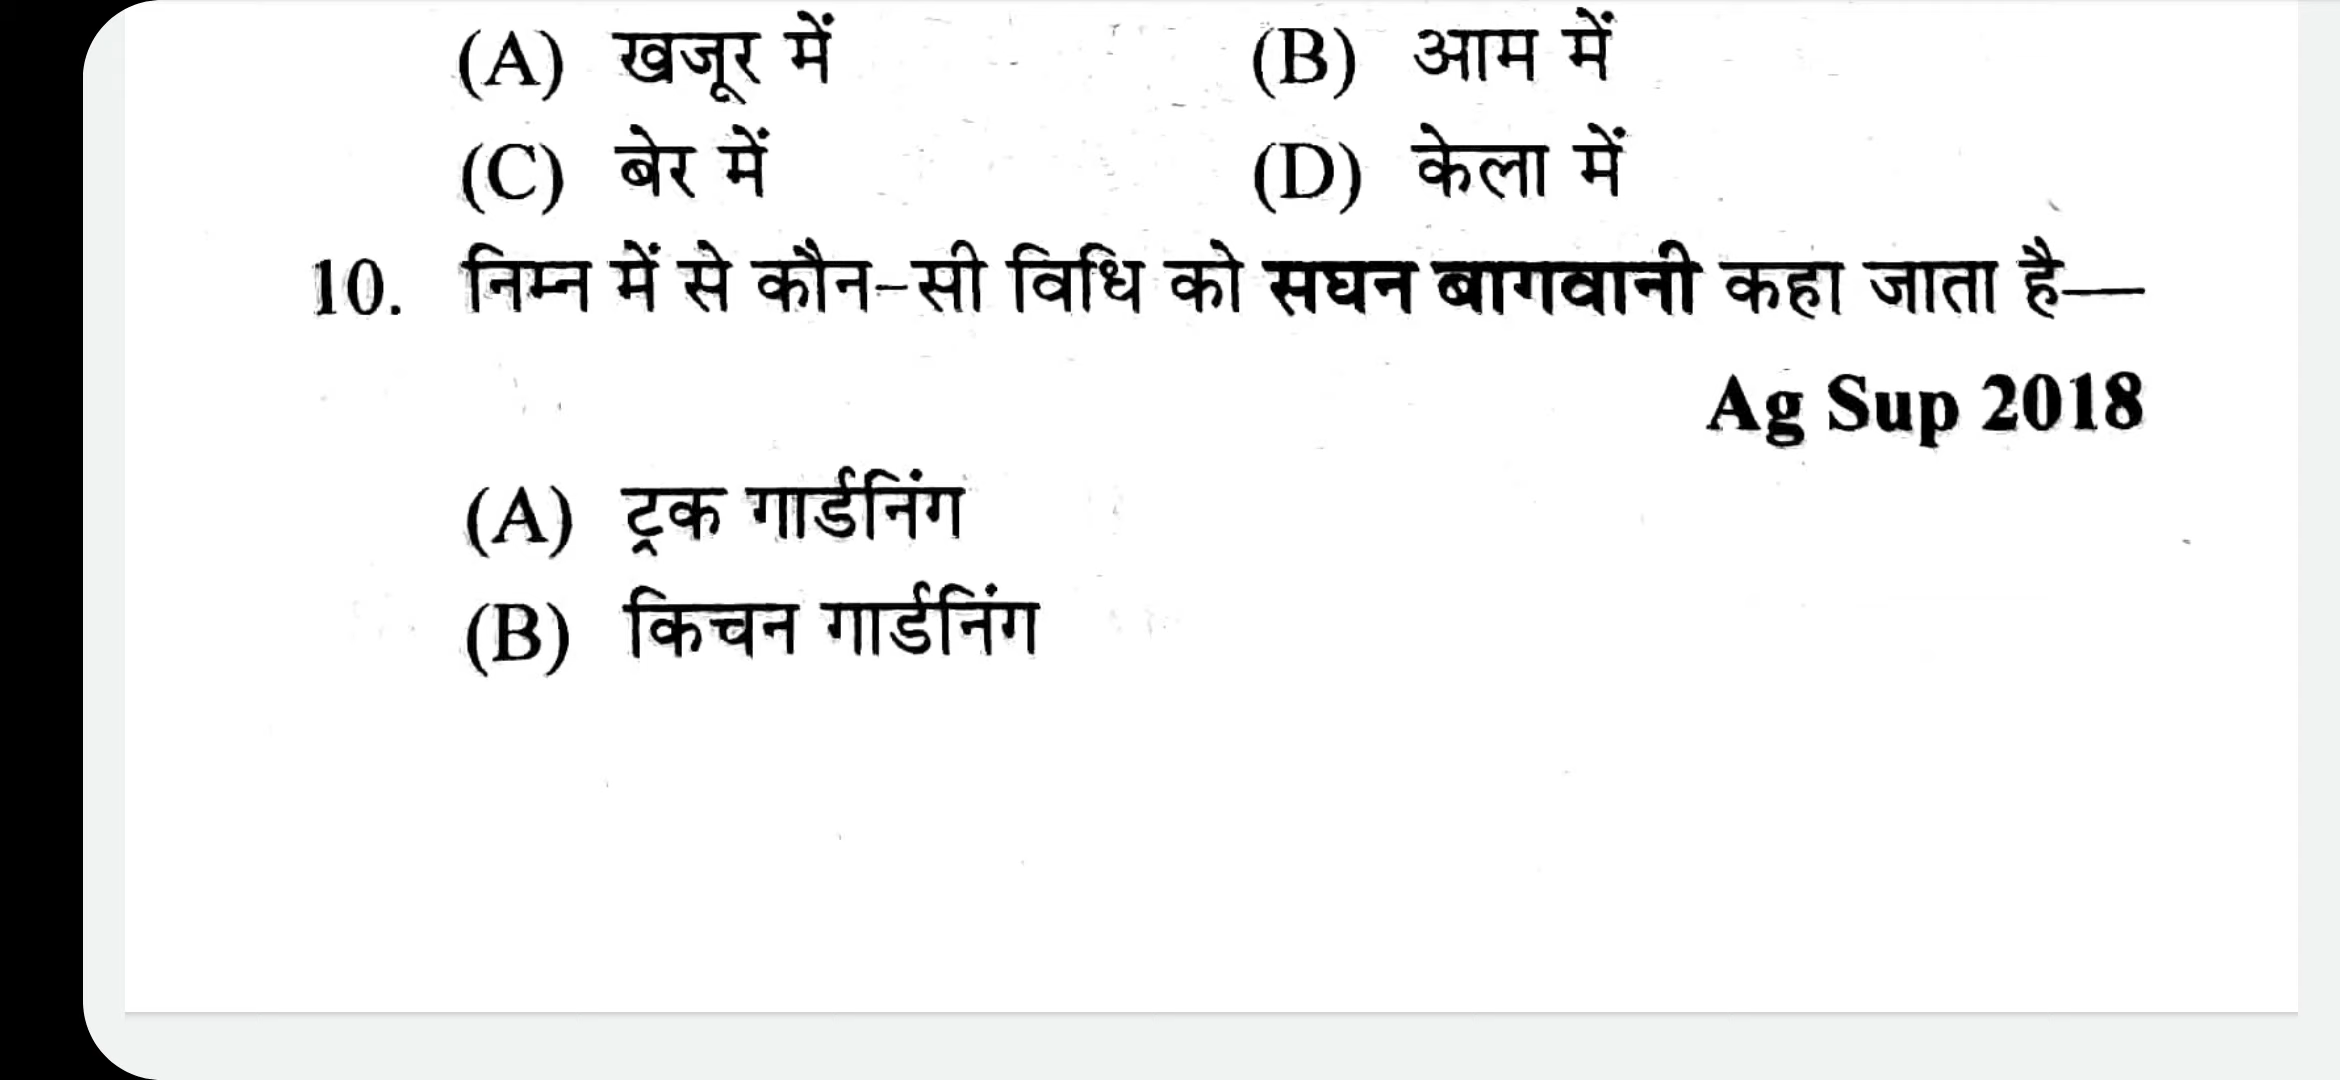 (A) खजूर में (B) आम में
(C) बेर में (D) केला में
10. निम्न में से कौन-सी विधि को सघन बागवानी कहा जाता है—
Ag Sup 2018
(A) ट्रक गार्डनिंग
(B) किचन गार्डनिंग